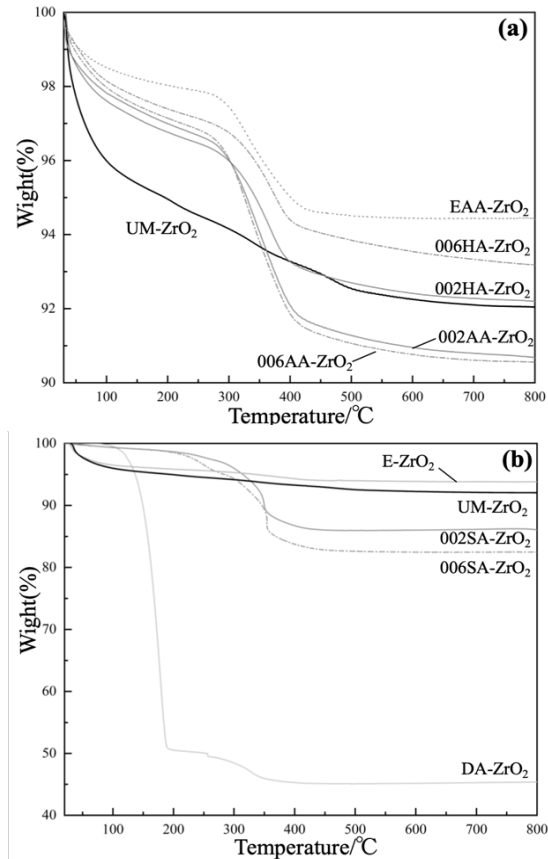 (a)
100
98
96
94
92
90
Wight(%)
EAA-ZrO₂
006HA-ZrO₂
UM-ZrO₂
002HA-ZrO₂
002AA-ZrO₂
006AA-ZrO₂
100 200 300 400 500 600 700 800
Temperature/℃
(b)
100
90
80
70
60
50
40
Wight(%)
E-ZrO₂
UM-ZrO₂
002SA-ZrO₂
006SA-ZrO₂
DA-ZrO₂
100 200 300 400 500 600 700 800
Temperature/℃